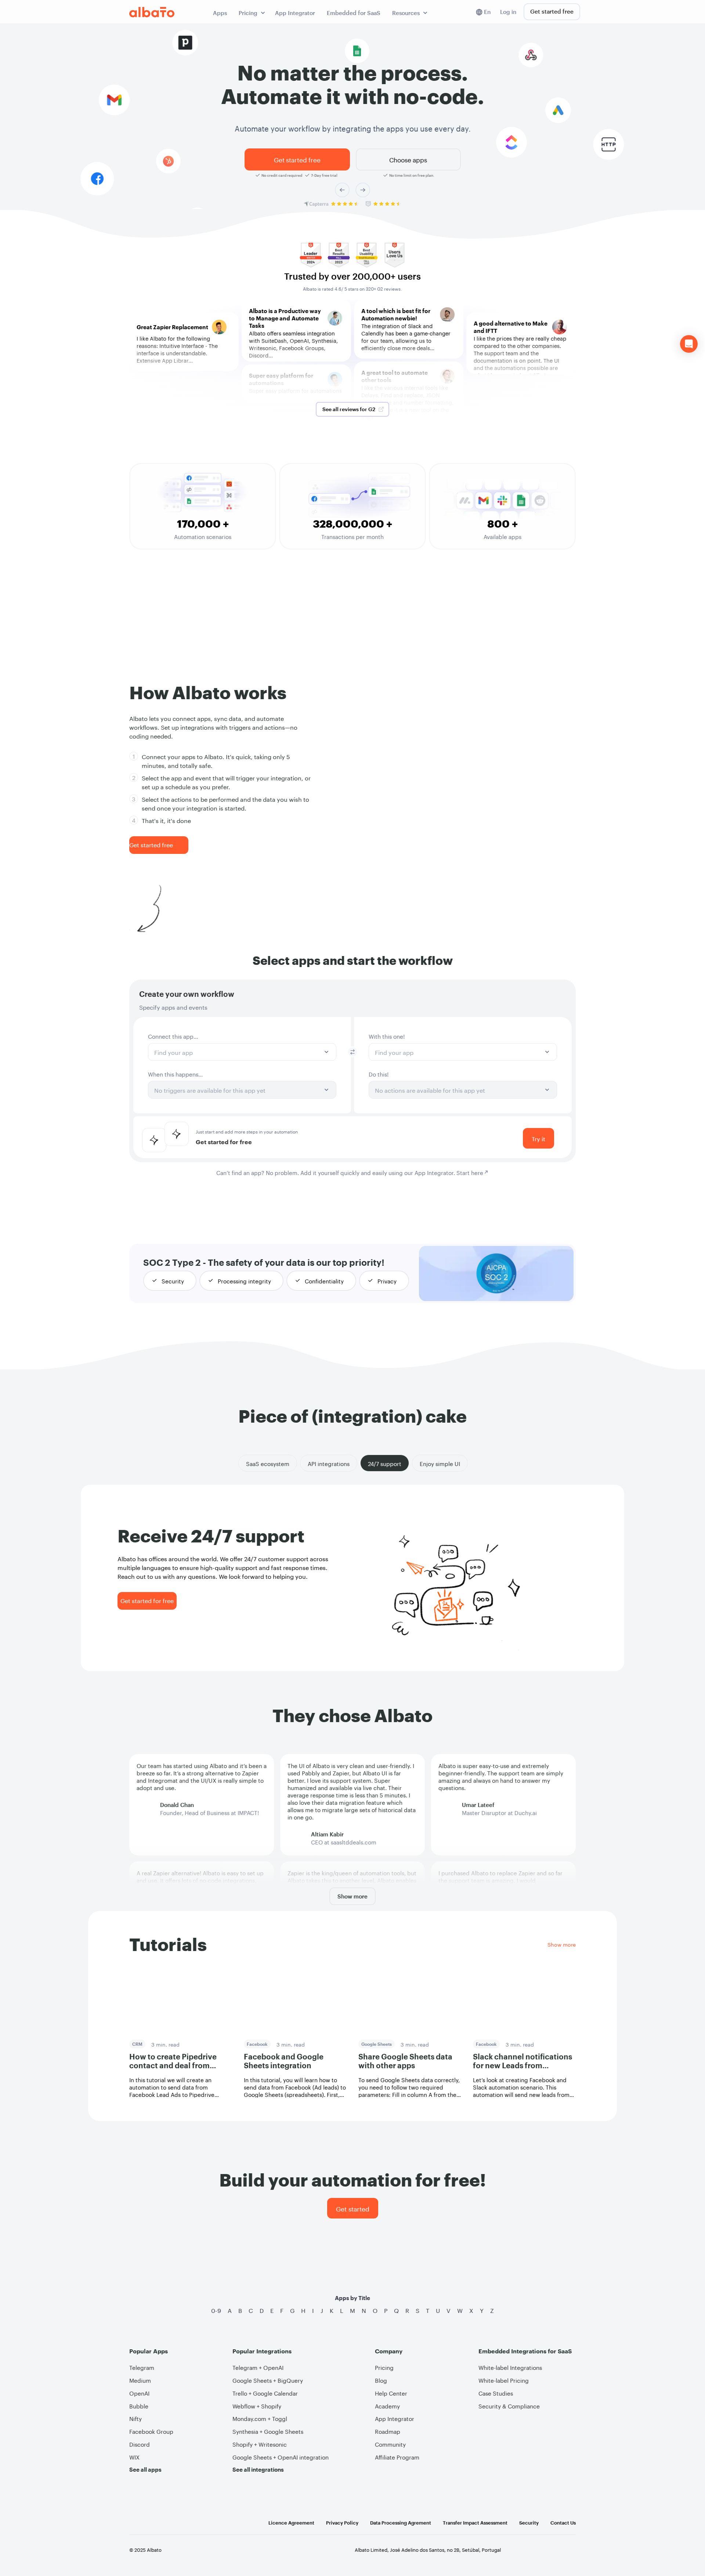 albato
Apps
Pricing
App Integrator
Embedded for SaaS
Resources
En
Log in
Get started free
No matter the process.
Automate it with no-code.
Automate your workflow by integrating the apps you use every day.
HTTP
Get started free
Choose apps
No credit card required
7-Day free trial
No time limit on free plan
Capterra
Leader
2024
Best Results
2023
Best Usability
Users Love Us
Trusted by over 200,000+ users
Albato is rated 4.6/ 5 stars on 320+ G2 reviews.
Great Zapier Replacement
I like Albato for the following
reasons: Intuitive Interface - The
interface is understandable.
Extensive App Librar...
Albato is a Productive way
to Manage and Automate
Tasks
Albato offers seamless integration
with SuiteDash, OpenAI, Synthesia,
Writesonic, Facebook Groups,
Discord...
Super easy platform for
automations
A tool which is best fit for
Automation newbie!
The integration of Slack and
Calendly has been a game-changer
for our team, allowing us to
efficiently close more deals...
A great tool to automate
other tools
A good alternative to Make
and IFTT
I like the prices they are really cheap
compared to the other companies.
The support team and the
documentation is on point. The UI
and the automations possible are
See all reviews for G2
170,000 +
Automation scenarios
328,000,000 +
Transactions per month
800 +
Available apps
How Albato works
Albato lets you connect apps, sync data, and automate
workflows. Set up integrations with triggers and actions—no
coding needed.
1 Connect your apps to Albato. It's quick, taking only 5
minutes, and totally safe.
2 Select the app and event that will trigger your integration, or
set up a schedule as you prefer.
3 Select the actions to be performed and the data you wish to
send once your integration is started.
4 That's it, it's done
Get started free
Select apps and start the workflow
Create your own workflow
Specify apps and events
Connect this app...
Find your app
When this happens...
No triggers are available for this app yet
With this one!
Find your app
Do this!
No actions are available for this app yet
Just start and add more steps in your automation
Get started for free
Try it
Can't find an app? No problem. Add it yourself quickly and easily using our App Integrator. Start here
SOC 2 Type 2 - The safety of your data is our top priority!
Security
Processing integrity
Confidentiality
Privacy
AICPA
SOC 2
Piece of (integration) cake
SaaS ecosystem
API integrations
24/7 support
Enjoy simple UI
Receive 24/7 support
Albato has offices around the world. We offer 24/7 customer support across
multiple languages to ensure high-quality support and fast response times.
Reach out to us with any questions. We look forward to helping you.
Get started for free
They chose Albato
Our team has started using Albato and it's been a
breeze so far. It's a strong alternative to Zapier
and Integromat and the UI/UX is really simple to
adopt and use.
Donald Chan
Founder, Head of Business at IMPACT!
The UI of Albato is very clean and user-friendly. I
used Pabbly and Zapier, but Albato UI is far
better. I love its support system. Super
humanized and available via live chat. Their
average response time is less than 5 minutes. I
also love their data migration feature which
allows me to migrate large sets of historical data
in one go.
Altiam Kabir
CEO at saasltddeals.com
Albato is super easy-to-use and extremely
beginner-friendly. The support team are simply
amazing and always on hand to answer my
questions.
Umar Lateef
Master Disruptor at Duchy.ai
A real Zapier alternative! Albato is easy to set up
Zapier is the king/queen of automation tools, but
I purchased Albato to replace Zapier and so far
Show more
Tutorials
Show more
CRM
3 min. read
How to create Pipedrive
contact and deal from...
In this tutorial we will create an
automation to send data from
Facebook Lead Ads to Pipedrive...
Facebook
3 min. read
Facebook and Google
Sheets integration
In this tutorial, you will learn how to
send data from Facebook (Ad leads) to
Google Sheets (spreadsheets). First,...
Google Sheets
3 min. read
Share Google Sheets data
with other apps
To send Google Sheets data correctly,
you need to follow two required
parameters: Fill in column A from the...
Facebook
3 min. read
Slack channel notifications
for new Leads from...
Let's look at creating Facebook and
Slack automation scenario. This
automation will send new leads from...
Build your automation for free!
Get started
Apps by Title
0-9 A B C D E F G H I J K L M N O P Q R S T U V W X Y Z
Popular Apps
Telegram
Medium
OpenAI
Bubble
Nifty
Facebook Group
Discord
WIX
See all apps
Popular Integrations
Telegram + OpenAI
Google Sheets + BigQuery
Trello + Google Calendar
Webflow + Shopify
Monday.com + Toggl
Synthesia + Google Sheets
Shopify + Writesonic
Google Sheets + OpenAI integration
See all integrations
Company
Pricing
Blog
Help Center
Academy
App Integrator
Roadmap
Community
Affiliate Program
Embedded Integrations for SaaS
White-label Integrations
White-label Pricing
Case Studies
Security & Compliance
Licence Agreement
Privacy Policy
Data Processing Agrement
Transfer Impact Assessment
Security
Contact Us
© 2025 Albato
Albato Limited, José Adelino dos Santos, no 28, Setúbal, Portugal